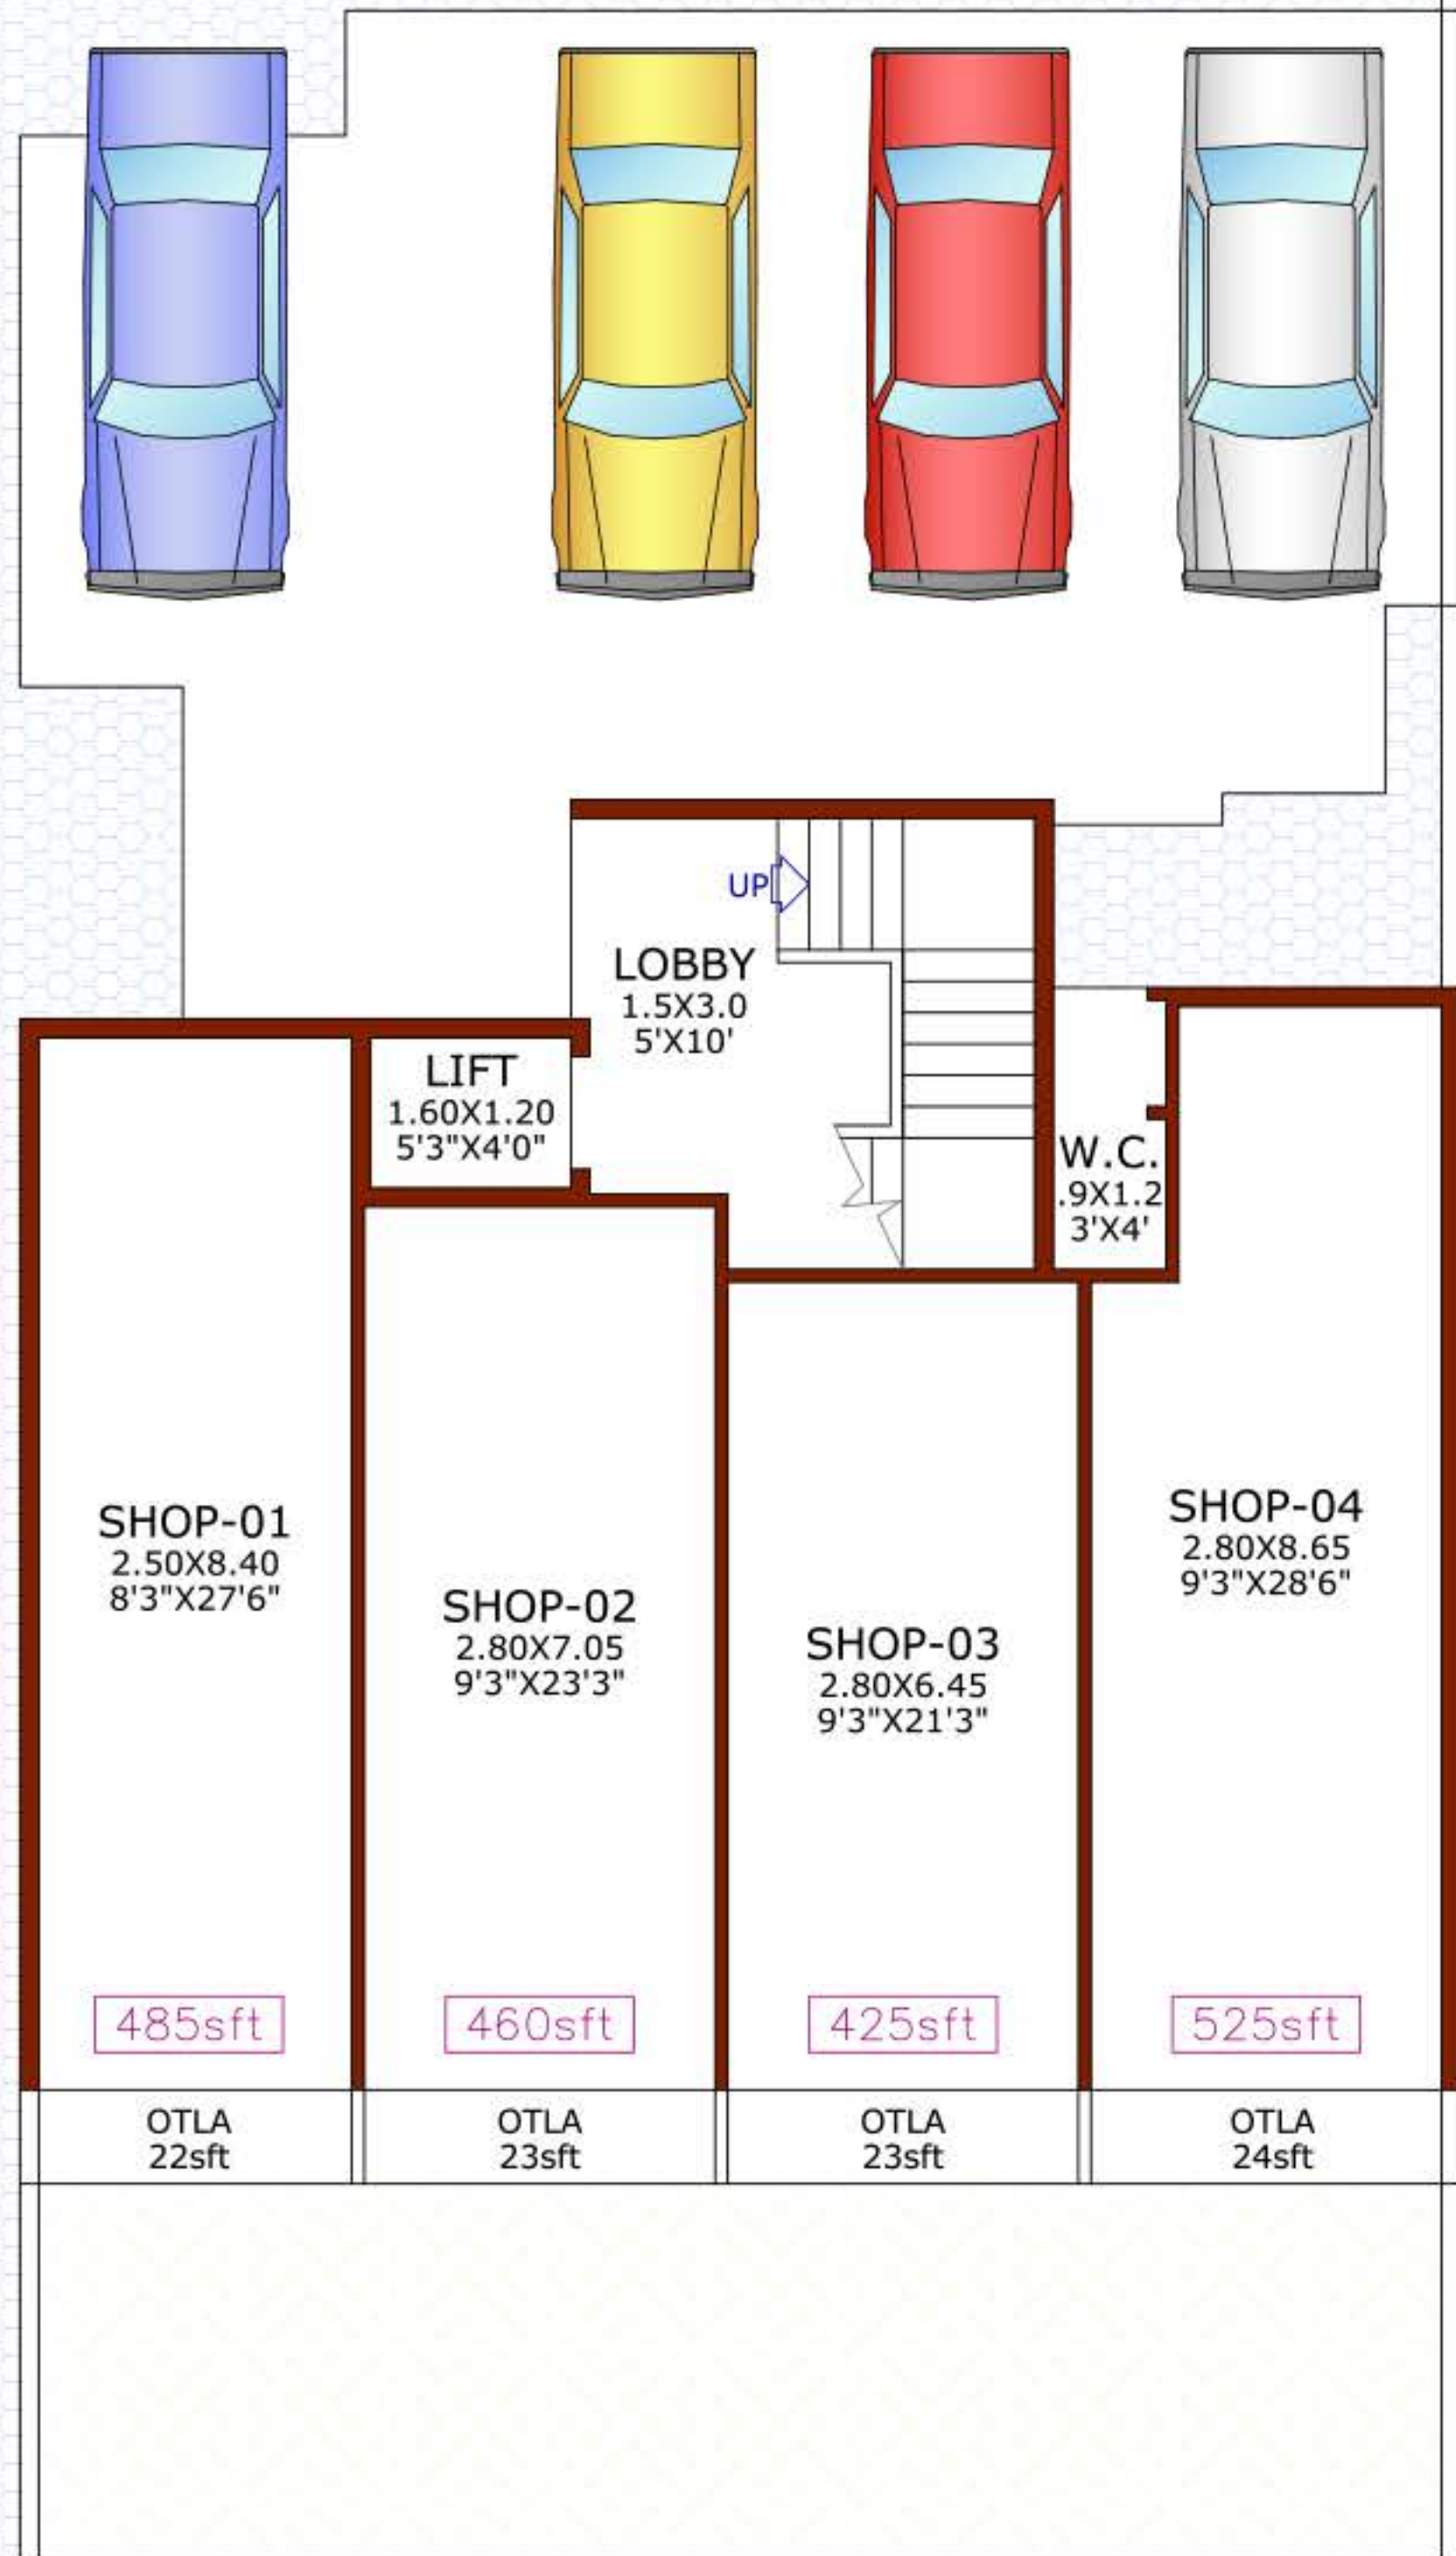 UP
LOBBY
1.5X3.0
5'X10'
LIFT
1.60X1.20
5'3"X4'0"
W.C.
.9X1.2
3'X4'
SHOP-01
2.50X8.40
8'3"X27'6"
SHOP-02
2.80X7.05
9'3"X23'3"
SHOP-03
2.80X6.45
9'3"X21'3"
SHOP-04
2.80X8.65
9'3"X28'6"
485sft
460sft
425sft
525sft
OTLA
22sft
OTLA
23sft
OTLA
23sft
OTLA
24sft